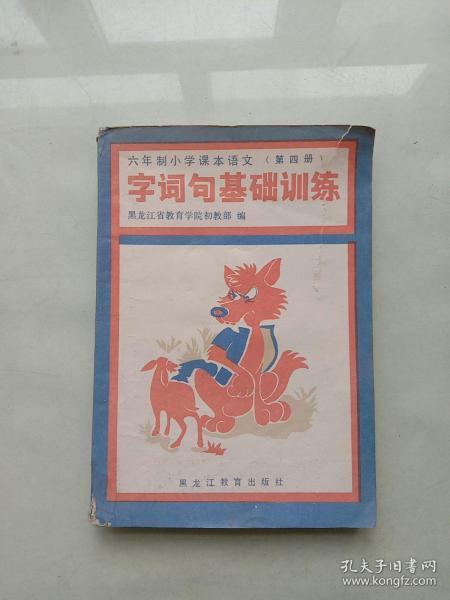 六年制小学课本语文（第四册）
字词句基础训练
黑龙江省教育学院初教部 编
黑龙江教育出版社
孔夫子旧书网
www.kongfz.com